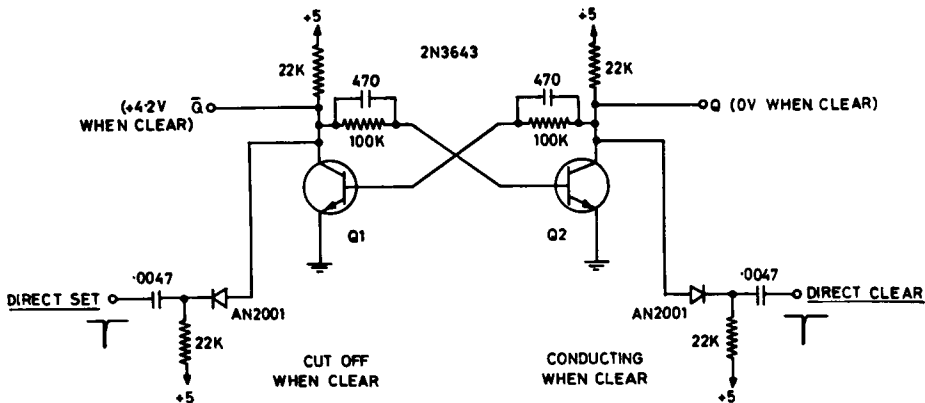 +5
+5
22K
470
2N3643
470
22K
(+4·2V Q̅
WHEN CLEAR)
100K
100K
Q (0V WHEN CLEAR)
Q1
Q2
·0047
·0047
DIRECT SET
AN2001
AN2001
DIRECT CLEAR
22K
22K
CUT OFF
WHEN CLEAR
CONDUCTING
WHEN CLEAR
+5
+5